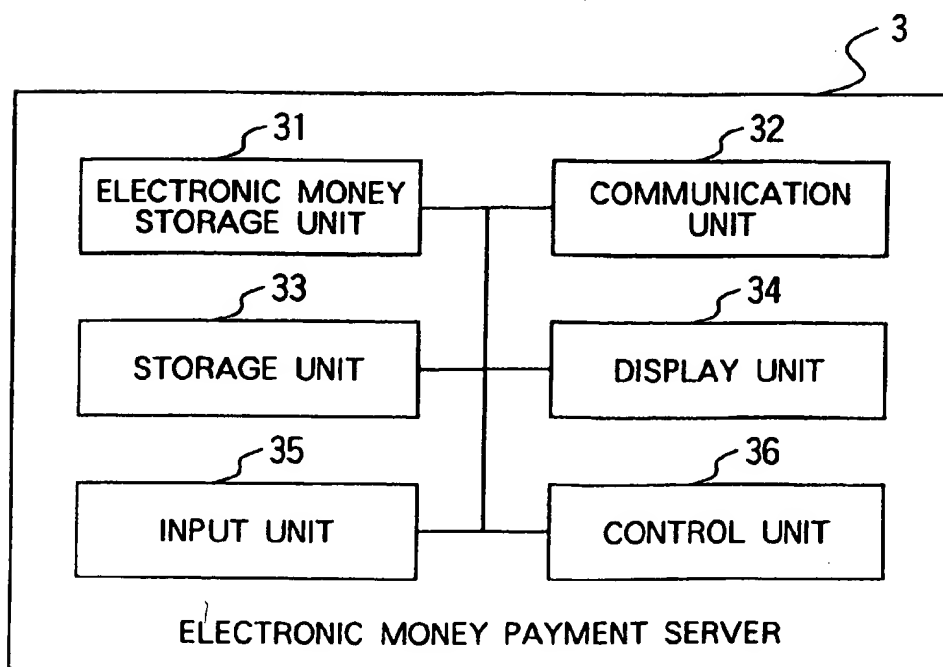 3
31
ELECTRONIC MONEY
STORAGE UNIT
32
COMMUNICATION
UNIT
33
STORAGE UNIT
34
DISPLAY UNIT
35
INPUT UNIT
36
CONTROL UNIT
ELECTRONIC MONEY PAYMENT SERVER